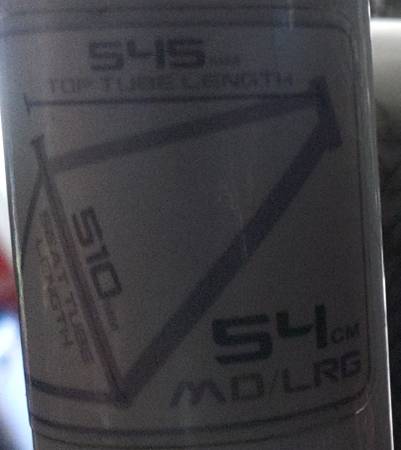 545mm
TOP TUBE LENGTH
510mm
SEAT TUBE
LENGTH
54CM
MD/LRG